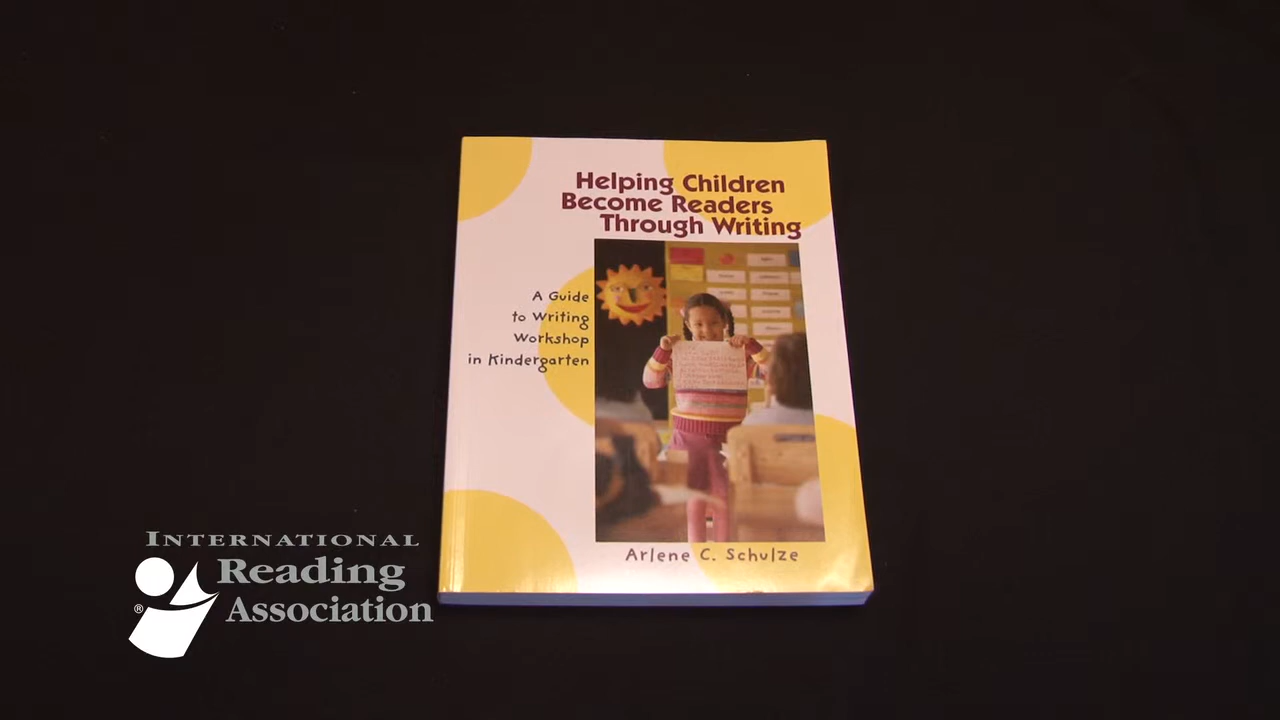 Helping Children
Become Readers
Through Writing
A Guide
to Writing
Workshop
in Kindergarten
Arlene C. Schulze
INTERNATIONAL
Reading
Association
®